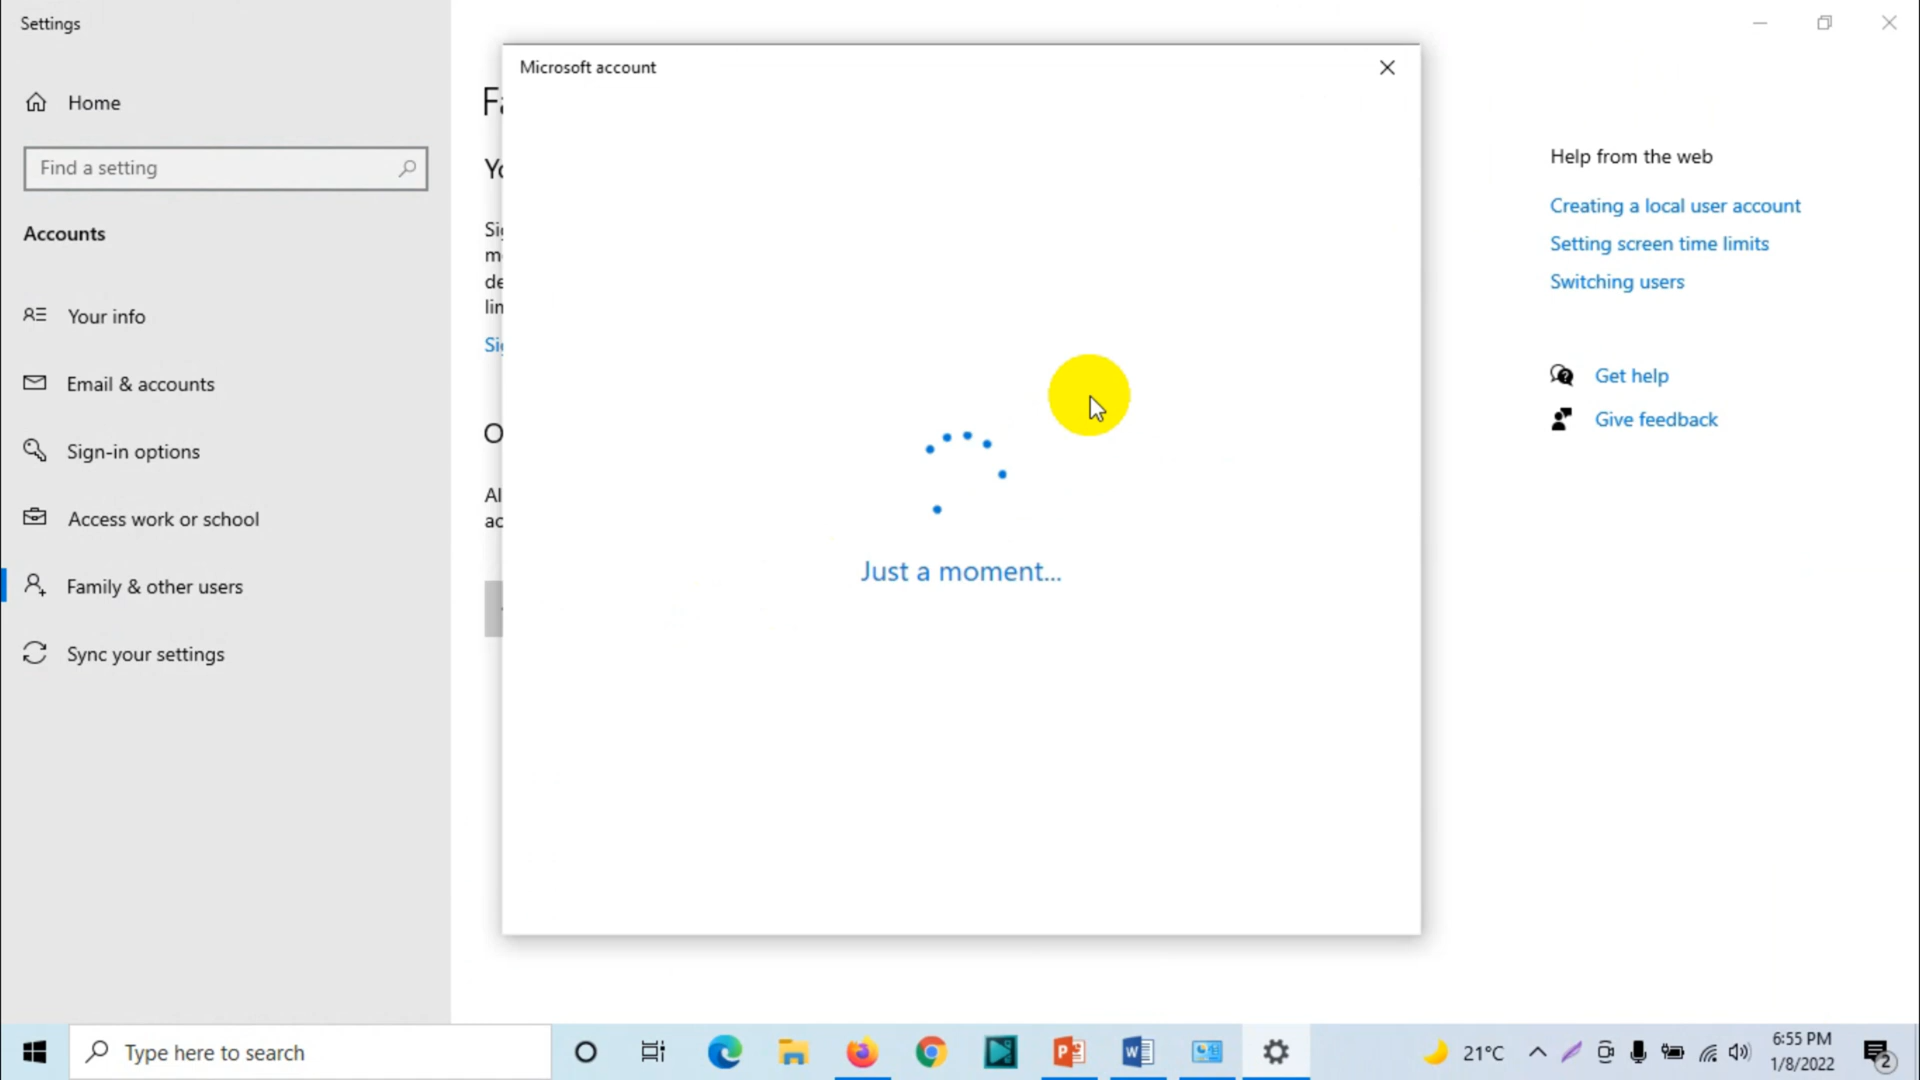 Settings
Home
Find a setting
Accounts
Your info
Email & accounts
Sign-in options
Access work or school
Family & other users
Sync your settings
Microsoft account
Just a moment...
Help from the web
Creating a local user account
Setting screen time limits
Switching users
Get help
Give feedback
Type here to search
21°C
6:55 PM
1/8/2022
2